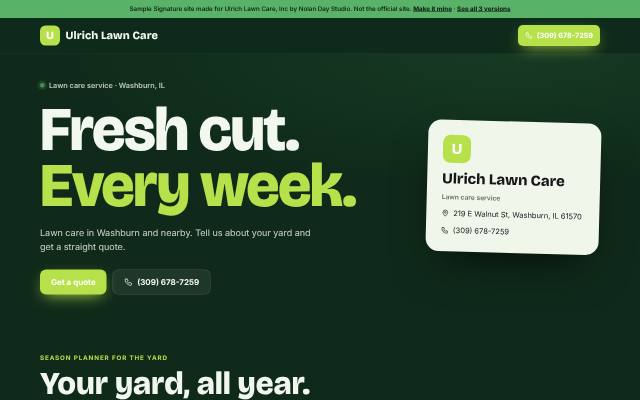 Sample Signature site made for Ulrich Lawn Care, Inc by Nolan Day Studio. Not the official site. Make it mine · See all 3 versions
U Ulrich Lawn Care
(309) 678-7259
Lawn care service · Washburn, IL
Fresh cut.
Every week.
Lawn care in Washburn and nearby. Tell us about your yard and
get a straight quote.
Get a quote
(309) 678-7259
U
Ulrich Lawn Care
Lawn care service
219 E Walnut St, Washburn, IL 61570
(309) 678-7259
SEASON PLANNER FOR THE YARD
Your yard, all year.